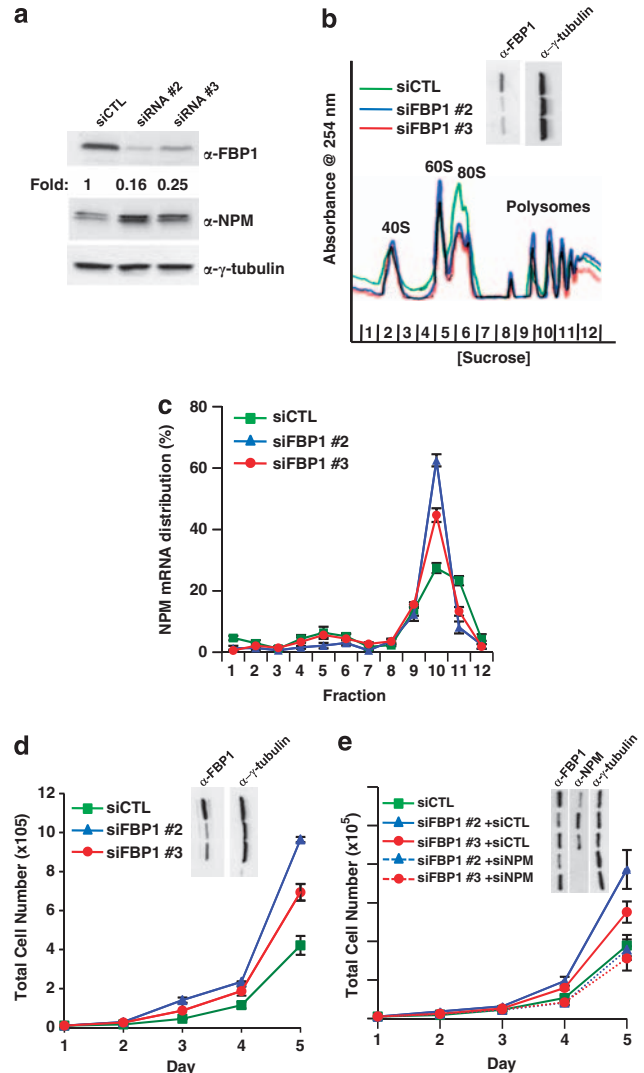 a
siCTL
siRNA #2
siRNA #3
α-FBP1
Fold: 1 0.16 0.25
α-NPM
α-γ-tubulin
b
α-FBP1
α-γ-tubulin
siCTL
siFBP1 #2
siFBP1 #3
Absorbance @ 254 nm
40S
60S
80S
Polysomes
1 2 3 4 5 6 7 8 9 10 11 12
[Sucrose]
c
siCTL
siFBP1 #2
siFBP1 #3
NPM mRNA distribution (%)
80
60
40
20
0
1 2 3 4 5 6 7 8 9 10 11 12
Fraction
d
α-FBP1
α-γ-tubulin
siCTL
siFBP1 #2
siFBP1 #3
Total Cell Number (x105)
12
10
8
6
4
2
0
1 2 3 4 5
Day
e
α-FBP1
α-NPM
α-γ-tubulin
siCTL
siFBP1 #2 +siCTL
siFBP1 #3 +siCTL
siFBP1 #2 +siNPM
siFBP1 #3 +siNPM
Total Cell Number (x10⁵)
1 2 3 4 5
Day